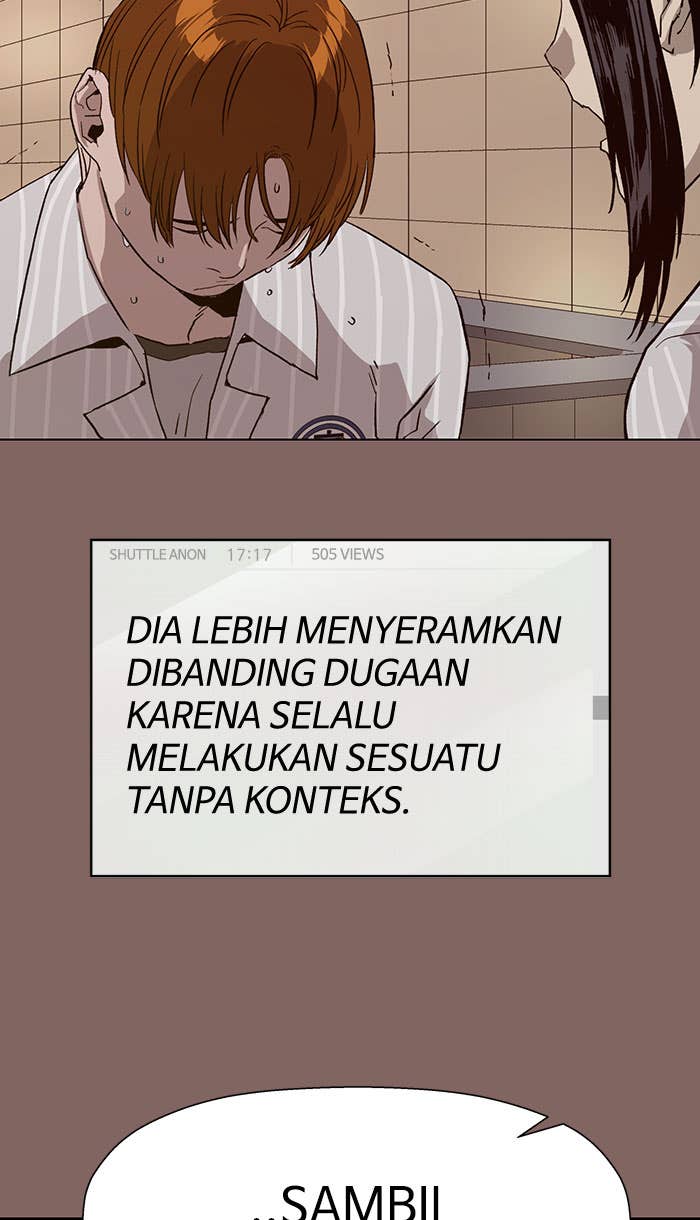 SHUTTLE ANON 17:17 505 VIEWS
DIA LEBIH MENYERAMKAN
DIBANDING DUGAAN
KARENA SELALU
MELAKUKAN SESUATU
TANPA KONTEKS.
..SAMBIL